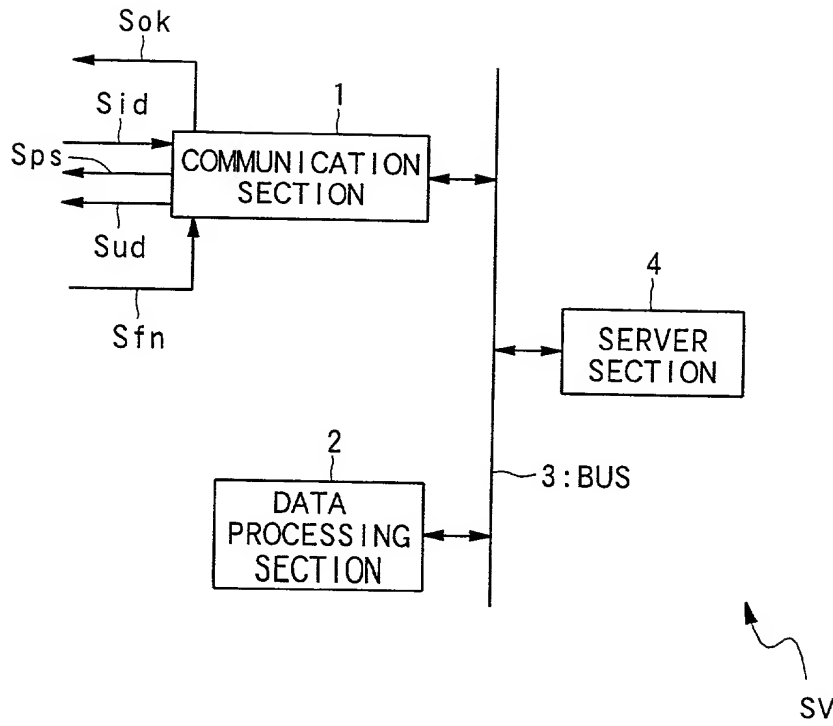 Sok
1
Sid
COMMUNICATION
SECTION
Sps
Sud
Sfn
4
SERVER
SECTION
2
3:BUS
DATA
PROCESSING
SECTION
SV